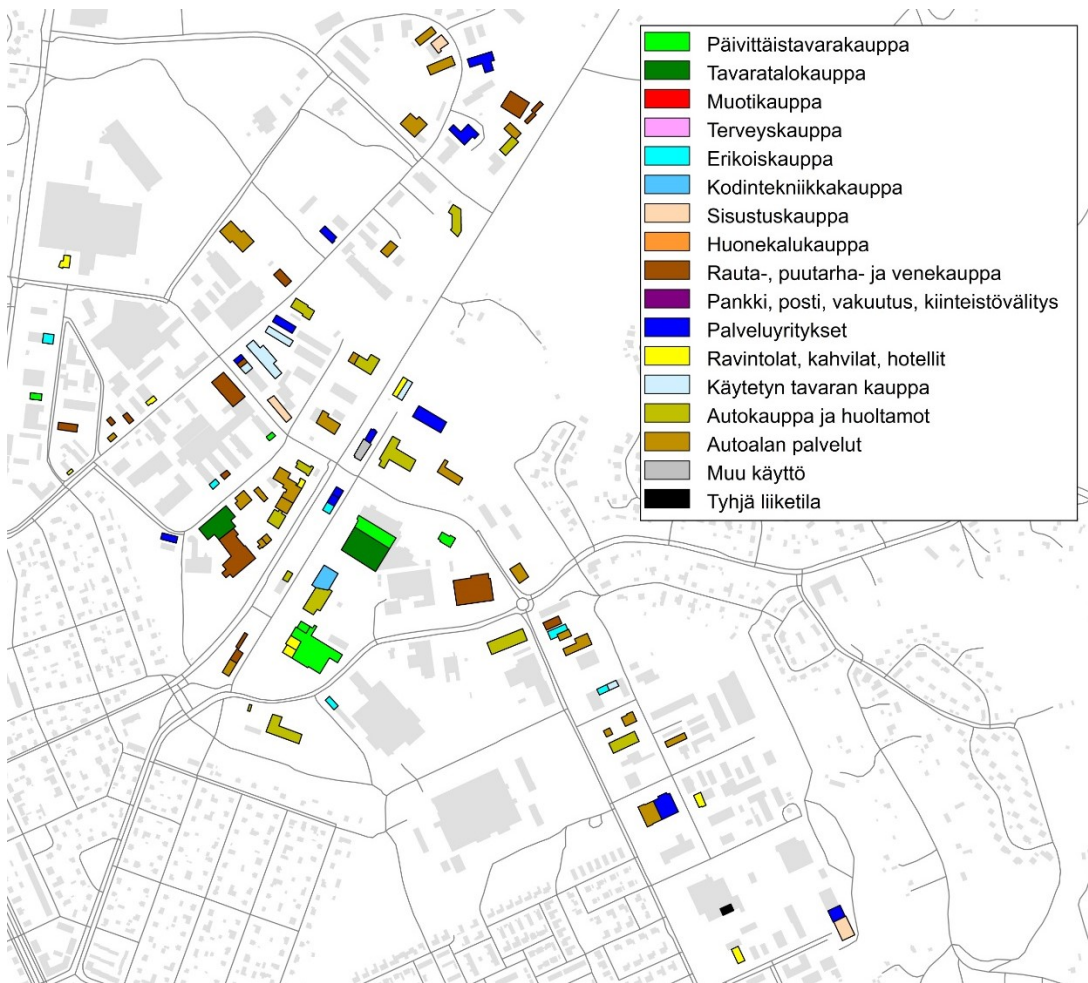 Päivittäistavarakauppa
Tavaratalokauppa
Muotikauppa
Terveyskauppa
Erikoiskauppa
Kodintekniikkakauppa
Sisustuskauppa
Huonekalukauppa
Rauta-, puutarha- ja venekauppa
Pankki, posti, vakuutus, kiinteistövälitys
Palveluyritykset
Ravintolat, kahvilat, hotellit
Käytetyn tavaran kauppa
Autokauppa ja huoltamot
Autoalan palvelut
Muu käyttö
Tyhjä liiketila